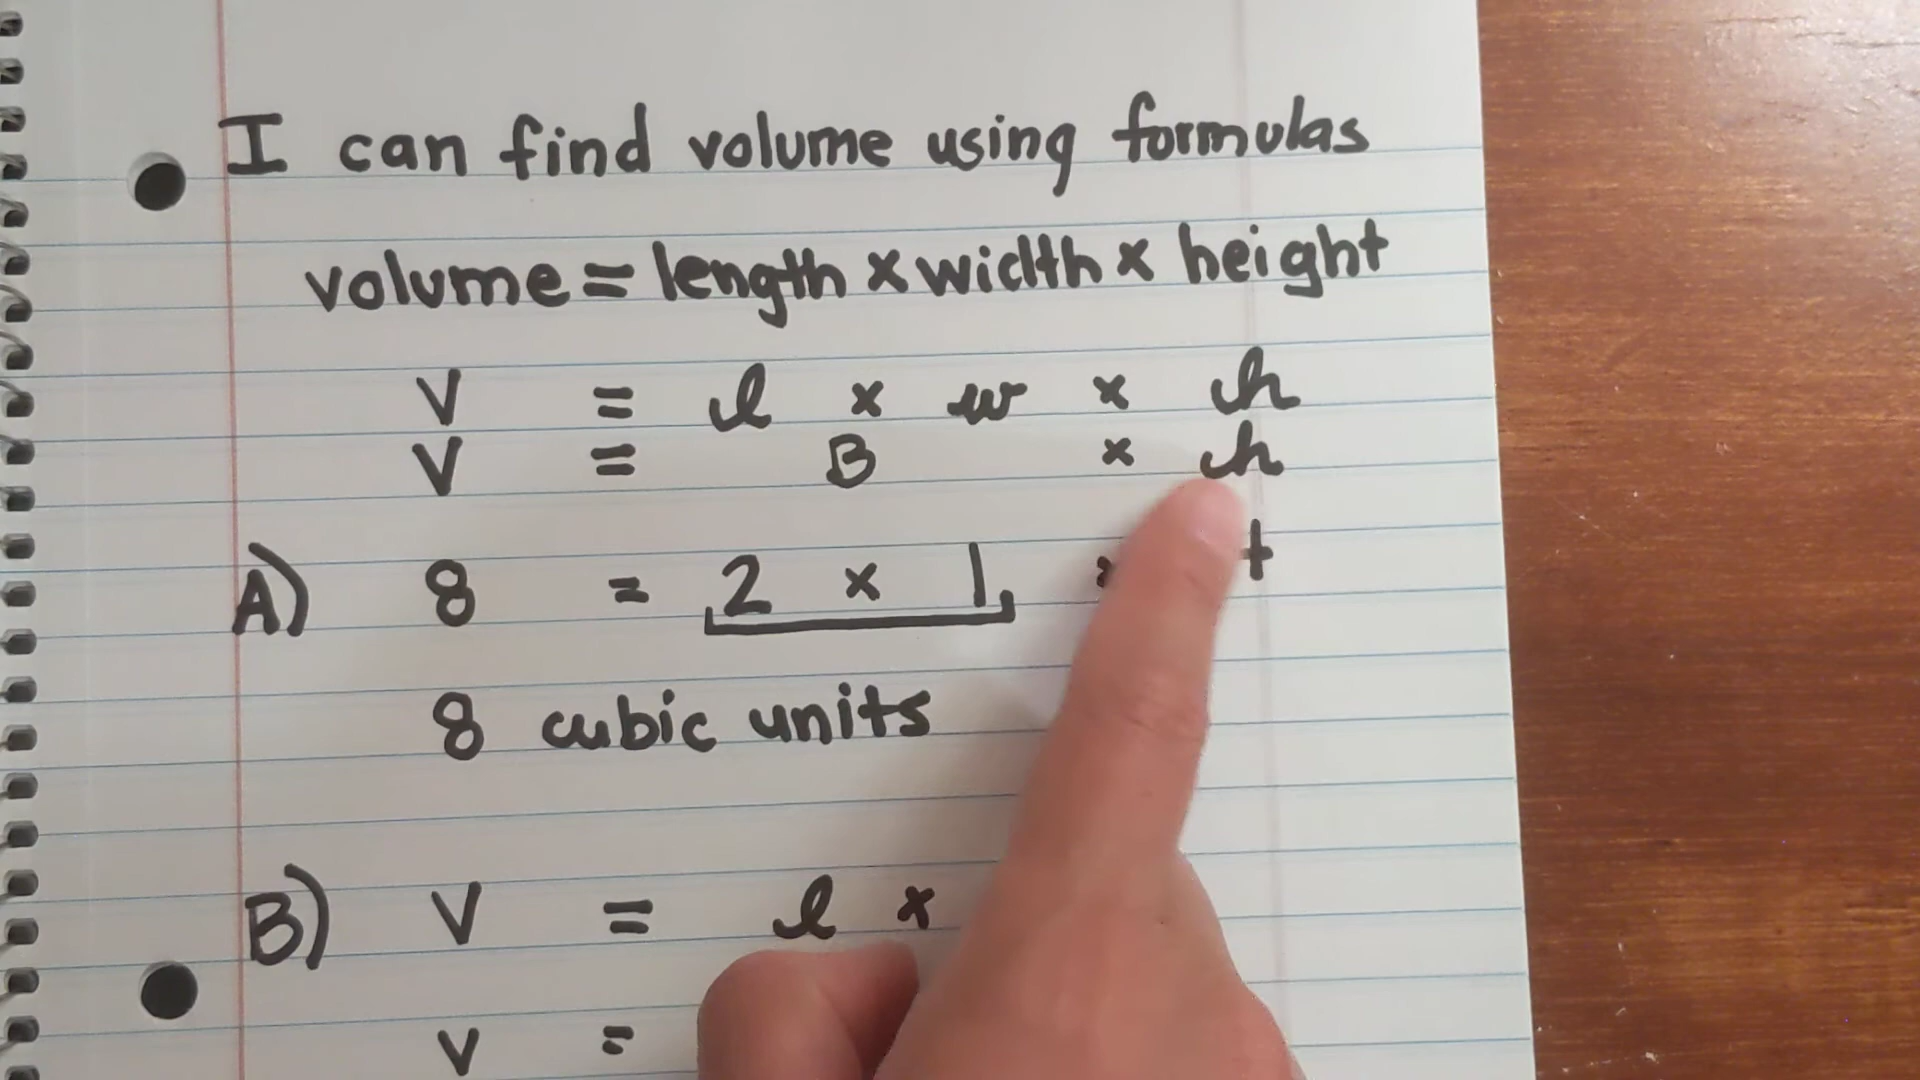 I can find volume using formulas
volume = length x width x height
V = l x w x h
V = B x h
A) 8 = 2 x 1 x
8 cubic units
B) V = l x
V =